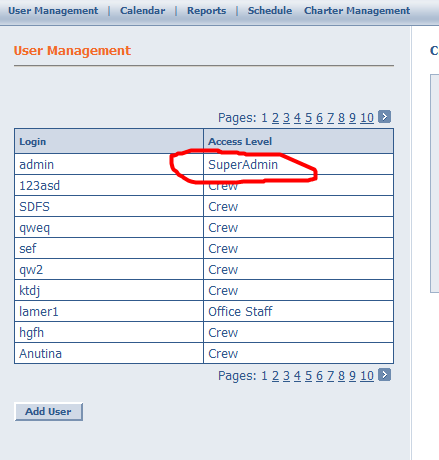 User Management | Calendar | Reports | Schedule Charter Management
User Management
C
Pages: 1 2 3 4 5 6 7 8 9 10
Login Access Level
admin SuperAdmin
123asd Crew
SDFS Crew
qweq Crew
sef Crew
qw2 Crew
ktdj Crew
lamer1 Office Staff
hgfh Crew
Anutina Crew
Pages: 1 2 3 4 5 6 7 8 9 10
Add User